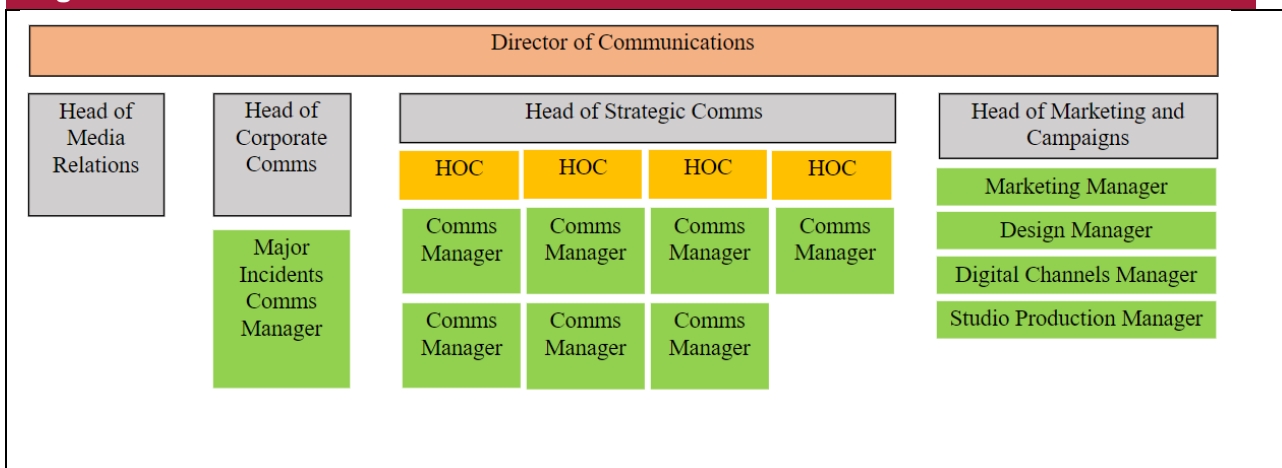 Director of Communications
Head of
Media
Relations
Head of
Corporate
Comms
Major
Incidents
Comms
Manager
Head of Strategic Comms
HOC
HOC
HOC
HOC
Comms
Manager
Comms
Manager
Comms
Manager
Comms
Manager
Comms
Manager
Comms
Manager
Comms
Manager
Head of Marketing and
Campaigns
Marketing Manager
Design Manager
Digital Channels Manager
Studio Production Manager